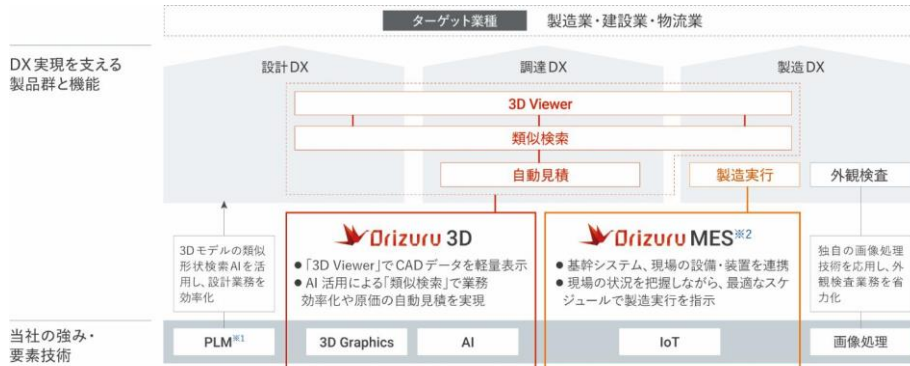 ターゲット業種 製造業・建設業・物流業
DX実現を支える
製品群と機能
設計DX
調達DX
製造DX
3D Viewer
類似検索
自動見積
製造実行
外観検査
3Dモデルの類似
形状検索AIを活
用し、設計業務を
効率化
Orizuru 3D
●「3D Viewer」でCADデータを軽量表示
●AI活用による「類似検索」で業務
効率化や原価の自動見積を実現
Orizuru MES※2
●基幹システム、現場の設備・装置を連携
●現場の状況を把握しながら、最適なスケ
ジュールで製造実行を指示
独自の画像処理
技術を応用し、外
観検査業務を省
力化
当社の強み・
要素技術
PLM※1
3D Graphics
AI
IoT
画像処理